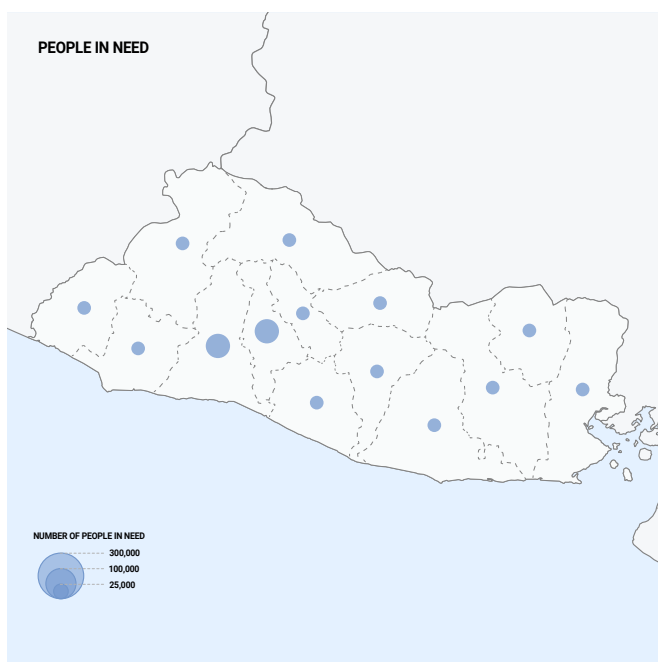 PEOPLE IN NEED
NUMBER OF PEOPLE IN NEED
300,000
100,000
25,000